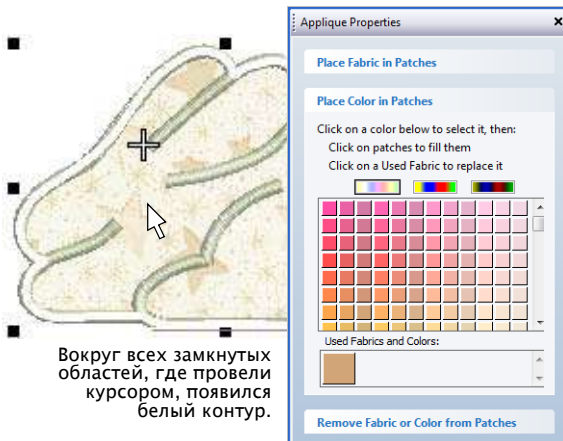 Applique Properties
Place Fabric in Patches
Place Color in Patches
Click on a color below to select it, then:
Click on patches to fill them
Click on a Used Fabric to replace it
Used Fabrics and Colors:
Remove Fabric or Color from Patches
Вокруг всех замкнутых
областей, где провели
курсором, появился
белый контур.